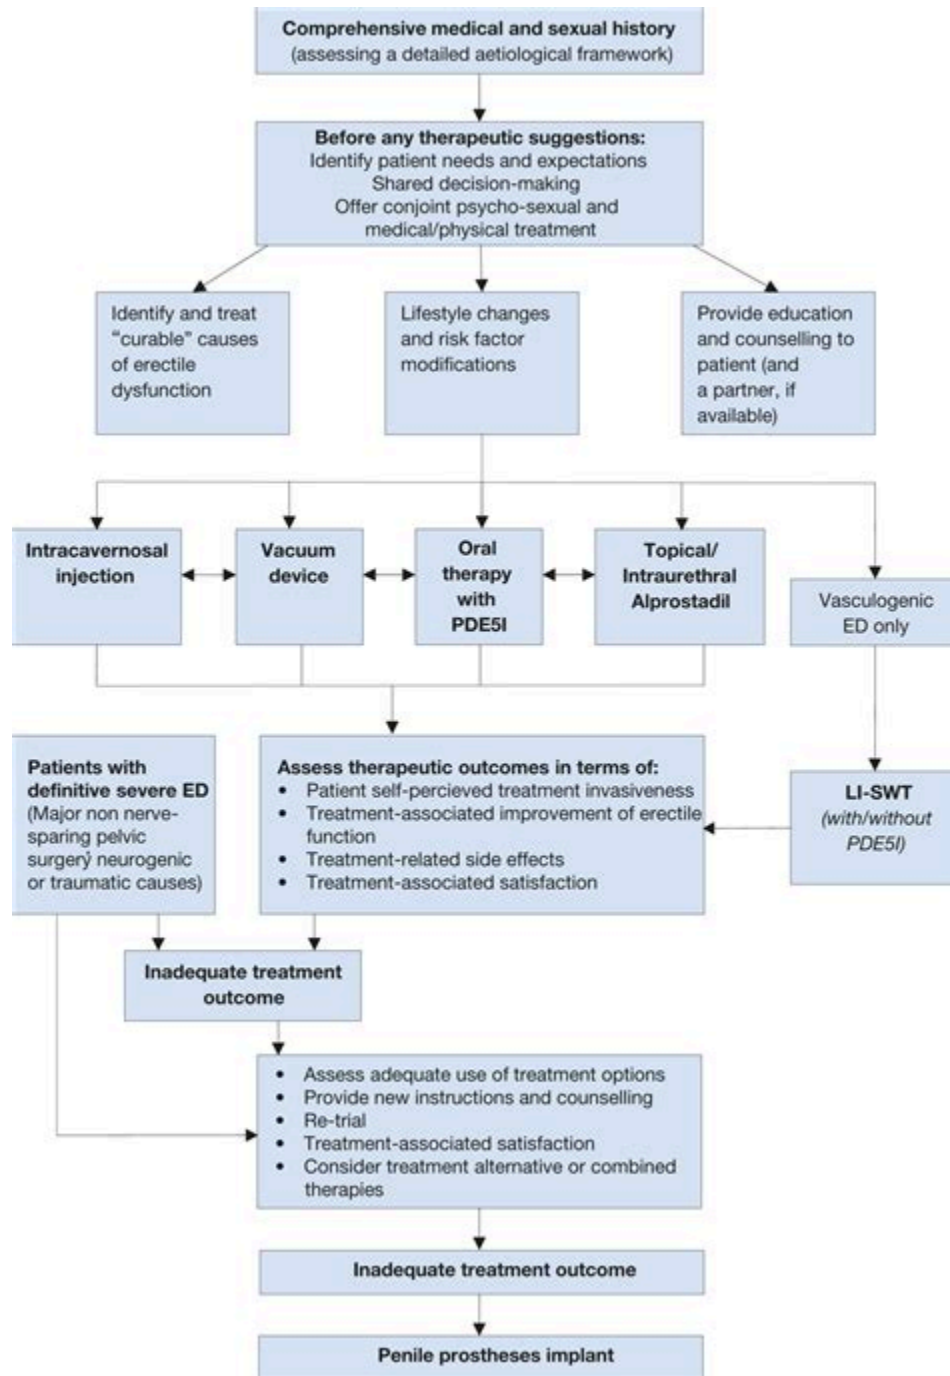 Comprehensive medical and sexual history
(assessing a detailed aetiological framework)
Before any therapeutic suggestions:
Identify patient needs and expectations
Shared decision-making
Offer conjoint psycho-sexual and
medical/physical treatment
Identify and treat
“curable” causes
of erectile
dysfunction
Lifestyle changes
and risk factor
modifications
Provide education
and counselling to
patient (and
a partner, if
available)
Intracavernosal
injection
Vacuum
device
Oral
therapy
with
PDE5I
Topical/
Intraurethral
Alprostadil
Vasculogenic
ED only
Patients with
definitive severe ED
(Major non nerve-
sparing pelvic
surgery, neurogenic
or traumatic causes)
Assess therapeutic outcomes in terms of:
• Patient self-percieved treatment invasiveness
• Treatment-associated improvement of erectile
function
• Treatment-related side effects
• Treatment-associated satisfaction
LI-SWT
(with/without
PDE5I)
Inadequate treatment
outcome
• Assess adequate use of treatment options
• Provide new instructions and counselling
• Re-trial
• Treatment-associated satisfaction
• Consider treatment alternative or combined
therapies
Inadequate treatment outcome
Penile prostheses implant